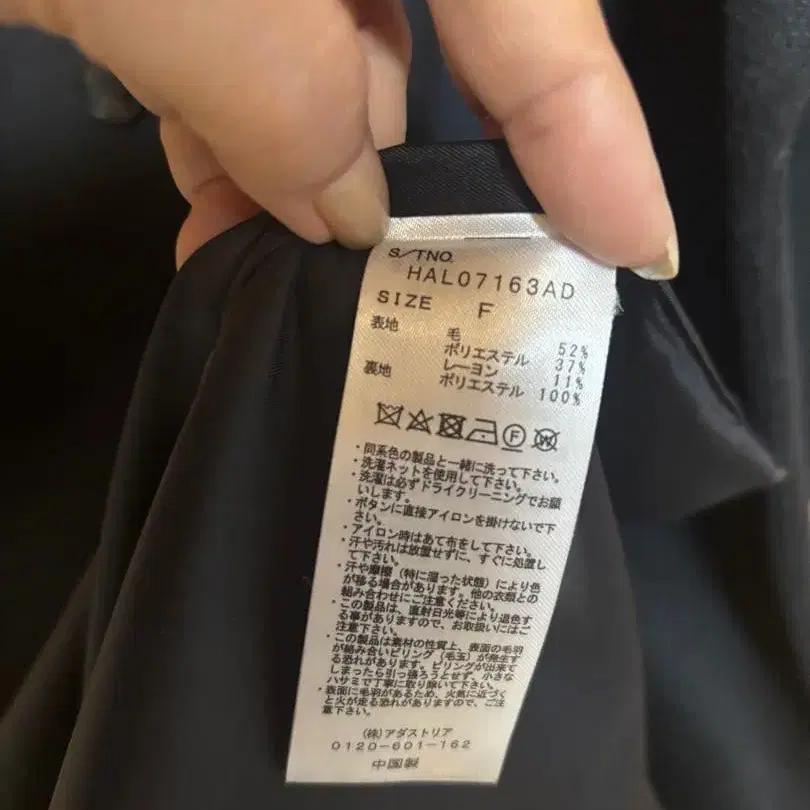 S/TNO.
HAL07163AD
SIZE F
表地 毛 52%
ポリエステル 37%
レーヨン 11%
裏地 ポリエステル 100%
F
W
・同系色の製品と一緒に洗って下さい。
・洗濯ネットを使用して下さい。
・洗濯は必ずドライクリーニングでお願
いします。
・ボタンに直接アイロンを掛けないで下
さい。
・アイロン時はあて布をして下さい。
・汗や汚れは放置せずに、すぐに処置し
て下さい。
・汗や摩擦(特に湿った状態)により色
が移る場合があります。他の衣類との
組み合わせにご注意ください。
・この製品は、直射日光等により退色す
る事がありますので、お取扱いにはご
注意下さい。
・この製品は素材の性質上、表面の毛羽
が絡み合いピリング(毛玉)が発生す
る恐れがあります。ピリングが出来て
しまったら引っ張ろうとせず、小さな
ハサミで丁寧に取り除いて下さい。
・表面に毛羽があるため、火気に近づく
と火が走る恐れがありますので、ご注
意下さい。
(株)アダストリア
0120-601-162
中国製